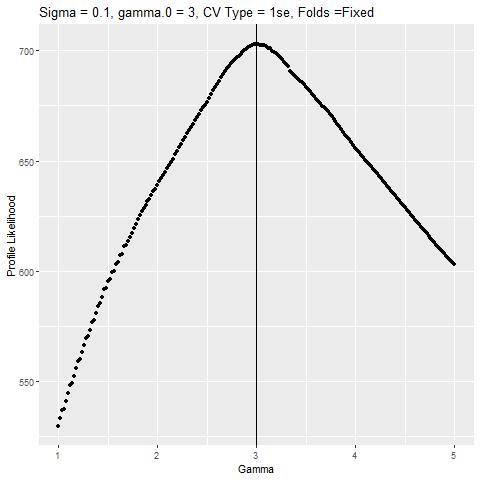 Sigma = 0.1, gamma.0 = 3, CV Type = 1se, Folds =Fixed
Profile Likelihood
700
650
600
550
1 2 3 4 5
Gamma